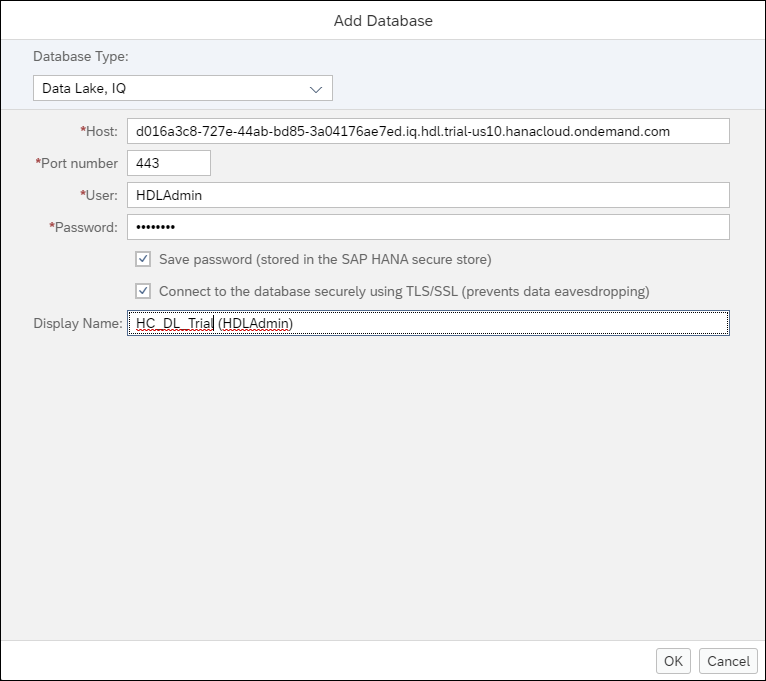 Add Database
Database Type:
Data Lake, IQ
*Host: d016a3c8-727e-44ab-bd85-3a04176ae7ed.iq.hdl.trial-us10.hanacloud.ondemand.com
*Port number 443
*User: HDLAdmin
*Password: ••••••••
Save password (stored in the SAP HANA secure store)
Connect to the database securely using TLS/SSL (prevents data eavesdropping)
Display Name: HC_DL_Trial (HDLAdmin)
OK Cancel